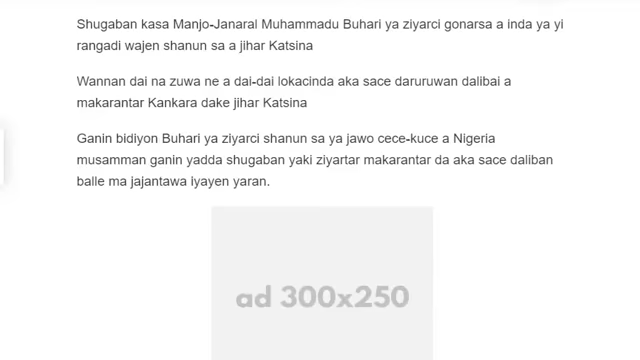 Shugaban kasa Manjo-Janaral Muhammadu Buhari ya ziyarci gonarsa a inda ya yi
rangadi wajen shanun sa a jihar Katsina
Wannan dai na zuwa ne a dai-dai lokacinda aka sace daruruwan dalibai a
makarantar Kankara dake jihar Katsina
Ganin bidiyon Buhari ya ziyarci shanun sa ya jawo cece-kuce a Nigeria
musamman ganin yadda shugaban yaki ziyartar makarantar da aka sace daliban
balle ma jajantawa iyayen yaran.
ad 300x250